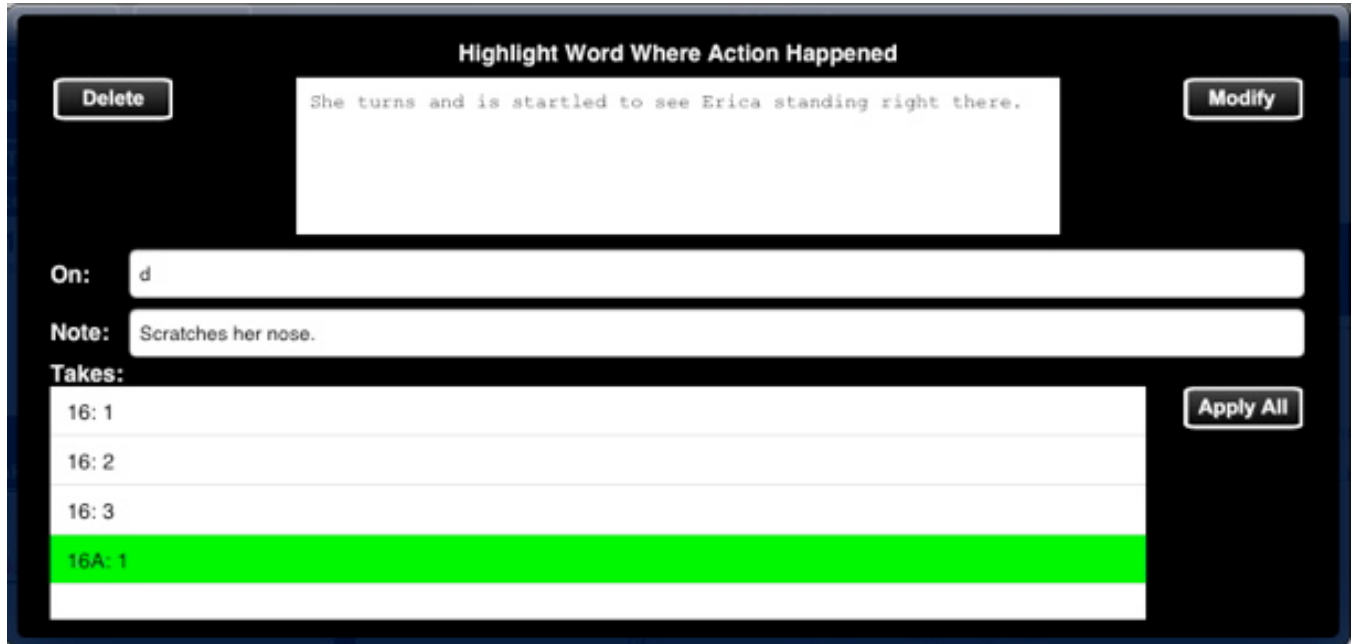 Highlight Word Where Action Happened
Delete
She turns and is startled to see Erica standing right there.
Modify
On: d
Note: Scratches her nose.
Takes:
16: 1
Apply All
16: 2
16: 3
16A: 1